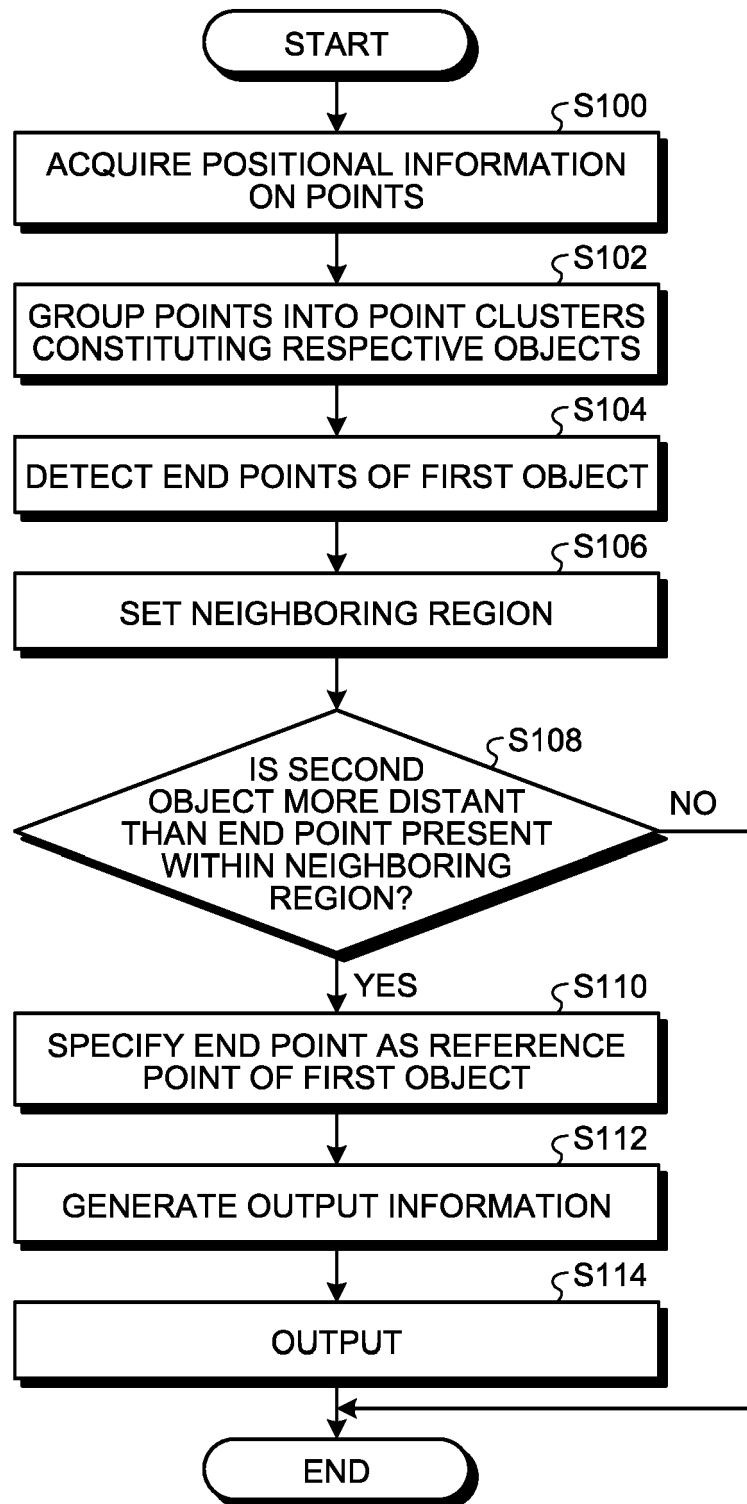 START
S100
ACQUIRE POSITIONAL INFORMATION
ON POINTS
S102
GROUP POINTS INTO POINT CLUSTERS
CONSTITUTING RESPECTIVE OBJECTS
S104
DETECT END POINTS OF FIRST OBJECT
S106
SET NEIGHBORING REGION
S108
IS SECOND
OBJECT MORE DISTANT
THAN END POINT PRESENT
WITHIN NEIGHBORING
REGION?
NO
YES
S110
SPECIFY END POINT AS REFERENCE
POINT OF FIRST OBJECT
S112
GENERATE OUTPUT INFORMATION
S114
OUTPUT
END